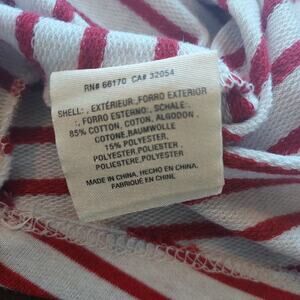 RN# 66170 CA# 32054
SHELL: , EXTÉRIEUR ,FORRO EXTERIOR
:, FORRO ESTERNO:, SCHALE :
85% COTTON, COTON, ALGODON ,
COTONE,BAUMWOLLE
15% POLYESTER,
POLYESTER,POLIESTER ,
POLIESTERE,POLYESTER
MADE IN CHINA, HECHO EN CHINA,
FABRIQUÉ EN CHINE,